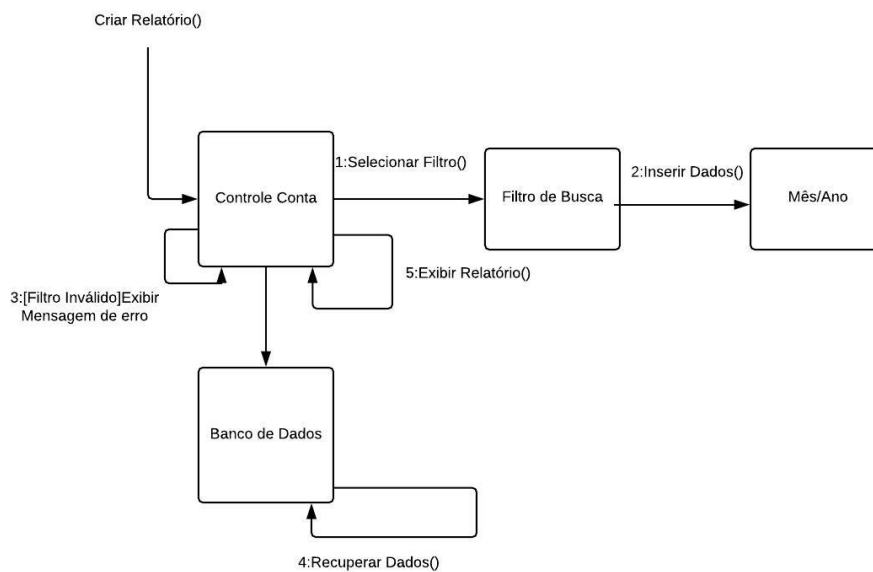 Criar Relatório()
1:Selecionar Filtro()
2:Inserir Dados()
Controle Conta
Filtro de Busca
Mês/Ano
5:Exibir Relatório()
3:[Filtro Inválido]Exibir
Mensagem de erro
Banco de Dados
4:Recuperar Dados()